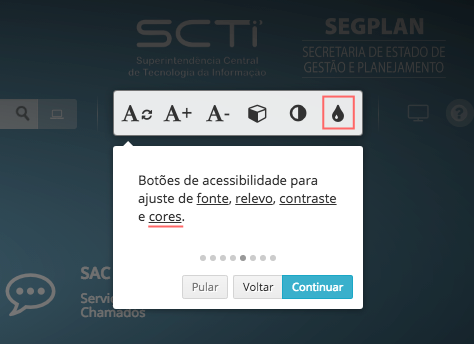 SCTi
Superintendência Central
de Tecnologia da Informação
SEGPLAN
SECRETARIA DE ESTADO DE
GESTÃO E PLANEJAMENTO
A A+ A-
?
Botões de acessibilidade para
ajuste de fonte, relevo, contraste
e cores.
Pular Voltar Continuar
SAC
Servi
Chamados